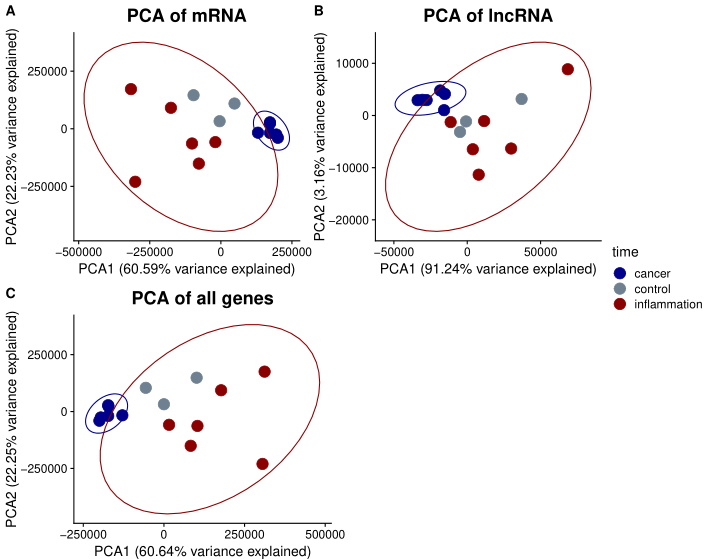 A
PCA of mRNA
PCA2 (22.23% variance explained)
250000
0
−250000
−500000 −250000 0 250000
PCA1 (60.59% variance explained)
B
PCA of lncRNA
PCA2 (3.16% variance explained)
10000
0
−10000
−20000
−50000 0 50000
PCA1 (91.24% variance explained)
time
cancer
control
inflammation
C
PCA of all genes
PCA2 (22.25% variance explained)
250000
0
−250000
−250000 0 250000 500000
PCA1 (60.64% variance explained)